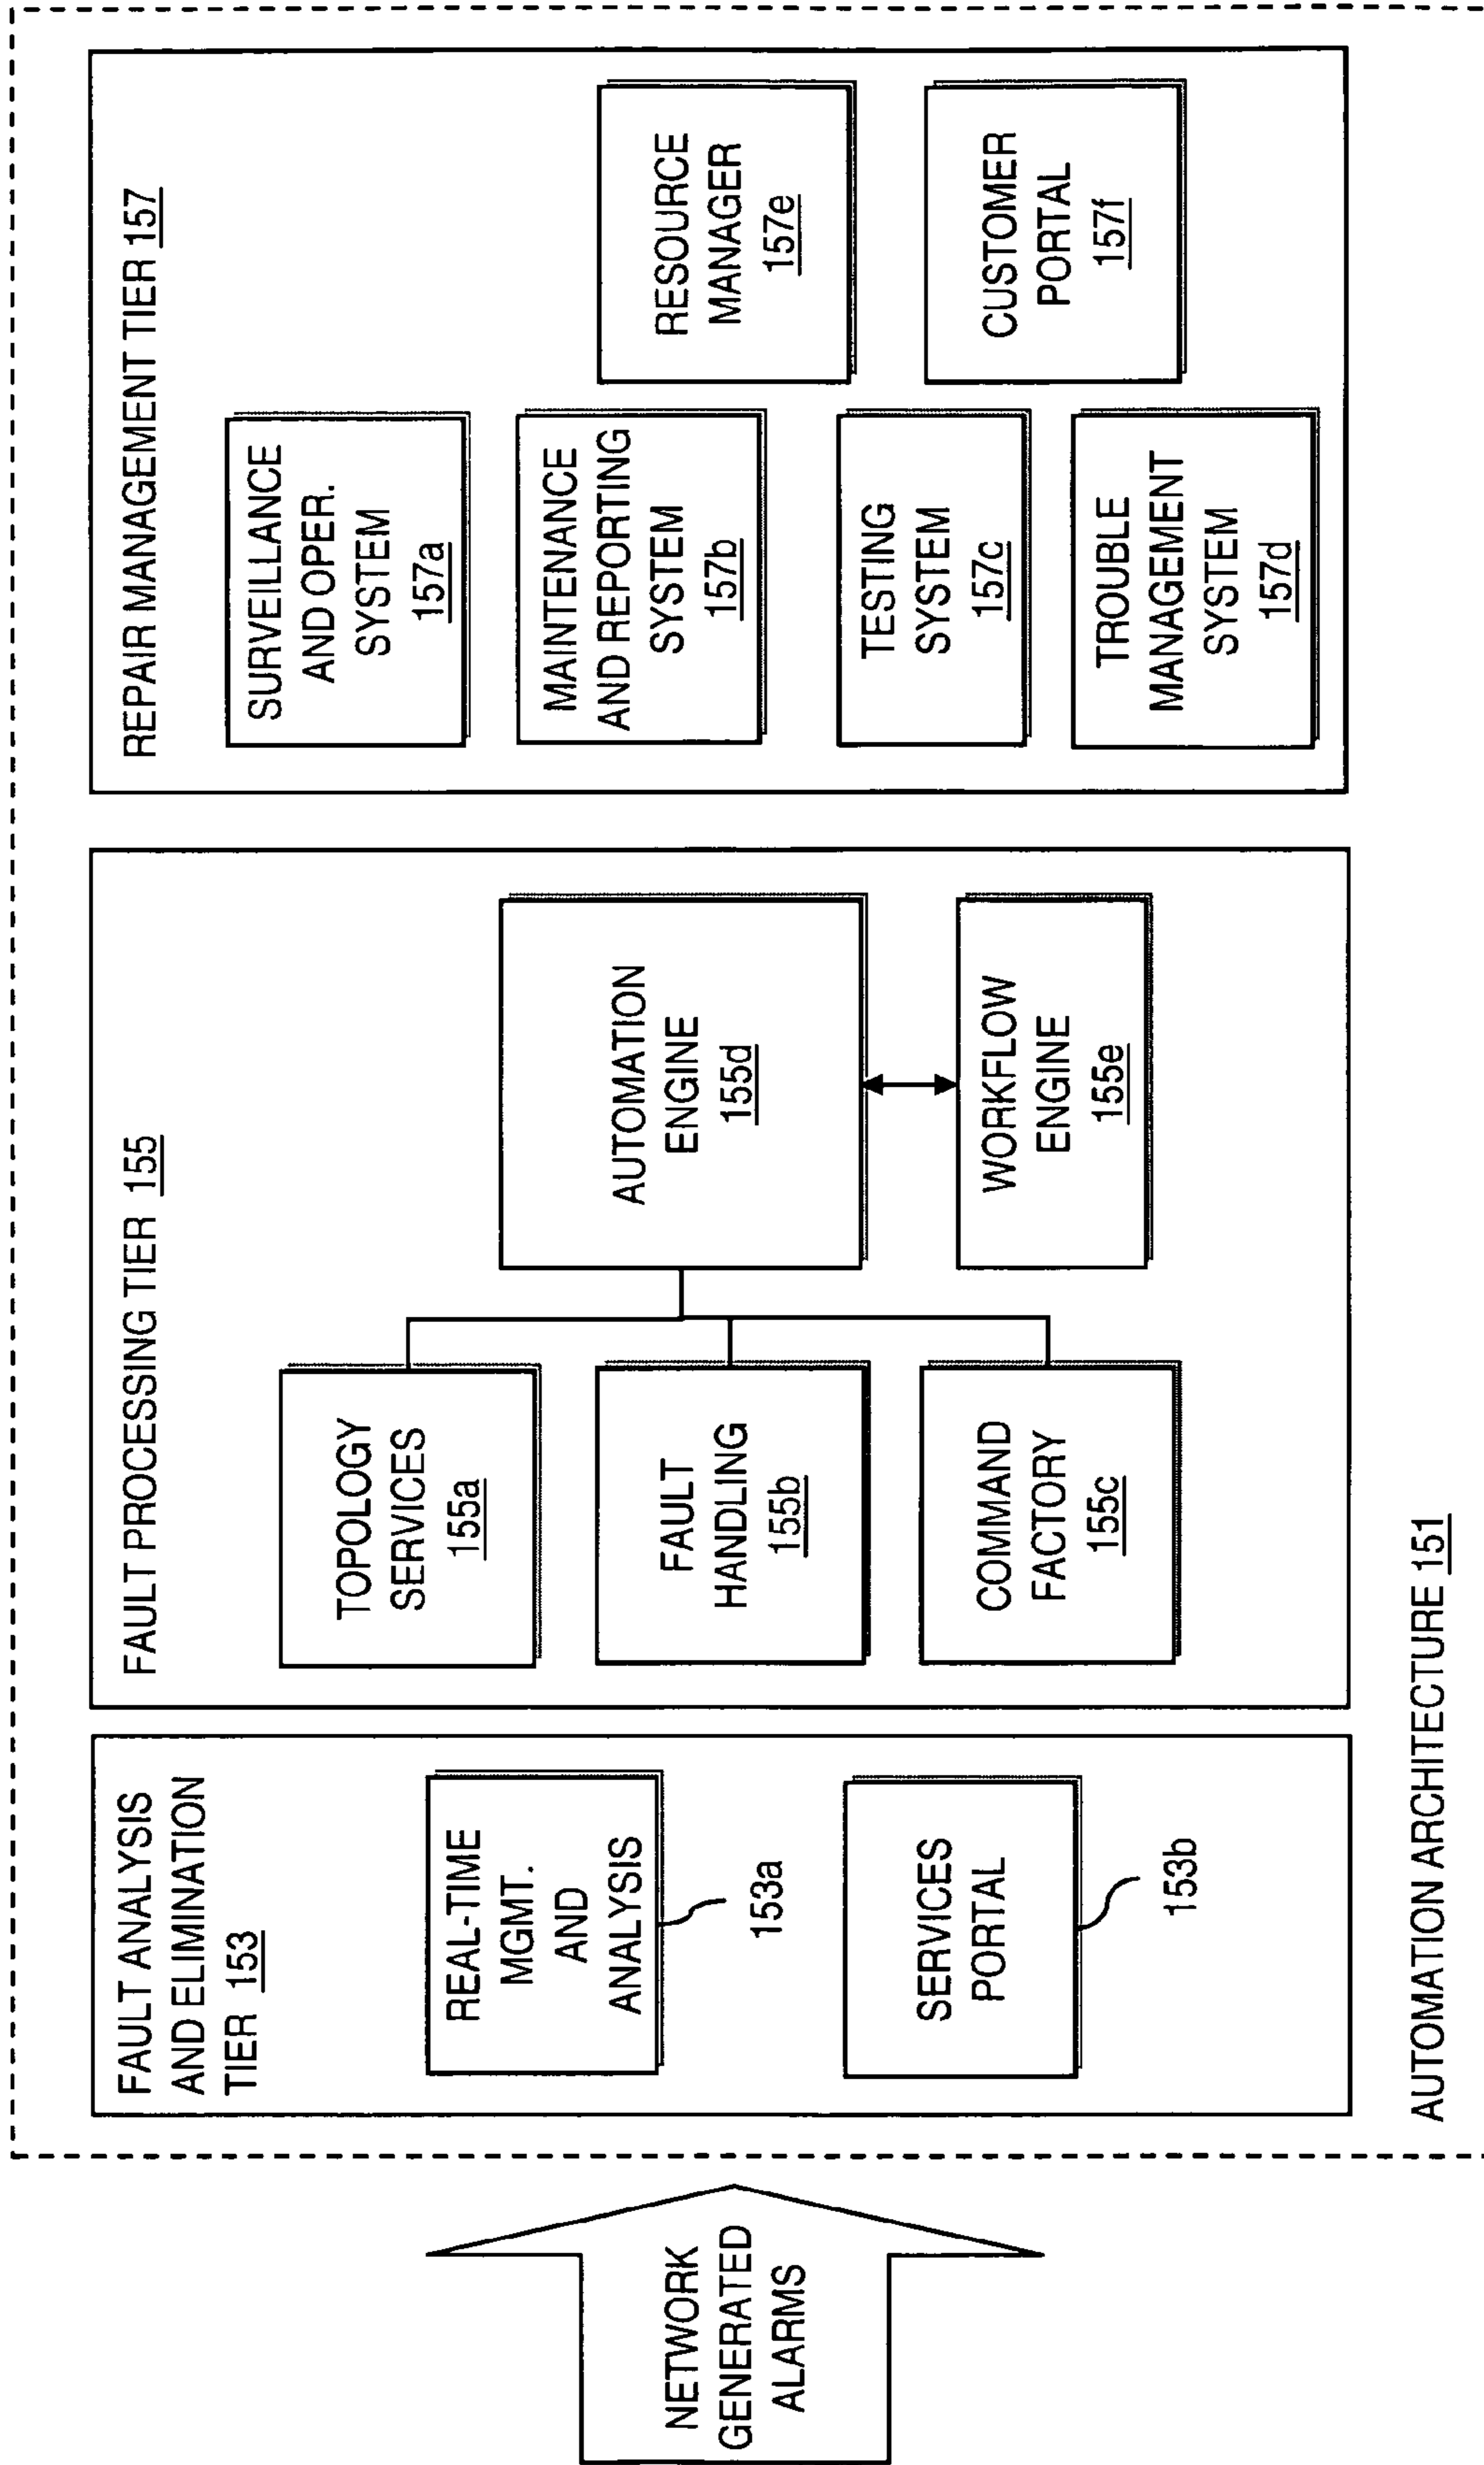 NETWORK
GENERATED
ALARMS
FAULT ANALYSIS
AND ELIMINATION
TIER 153
REAL-TIME
MGMT.
AND
ANALYSIS
153a
SERVICES
PORTAL
153b
FAULT PROCESSING TIER 155
TOPOLOGY
SERVICES
155a
FAULT
HANDLING
155b
COMMAND
FACTORY
155c
AUTOMATION
ENGINE
155d
WORKFLOW
ENGINE
155e
REPAIR MANAGEMENT TIER 157
SURVEILLANCE
AND OPER.
SYSTEM
157a
MAINTENANCE
AND REPORTING
SYSTEM
157b
TESTING
SYSTEM
157c
TROUBLE
MANAGEMENT
SYSTEM
157d
RESOURCE
MANAGER
157e
CUSTOMER
PORTAL
157f
AUTOMATION ARCHITECTURE 151